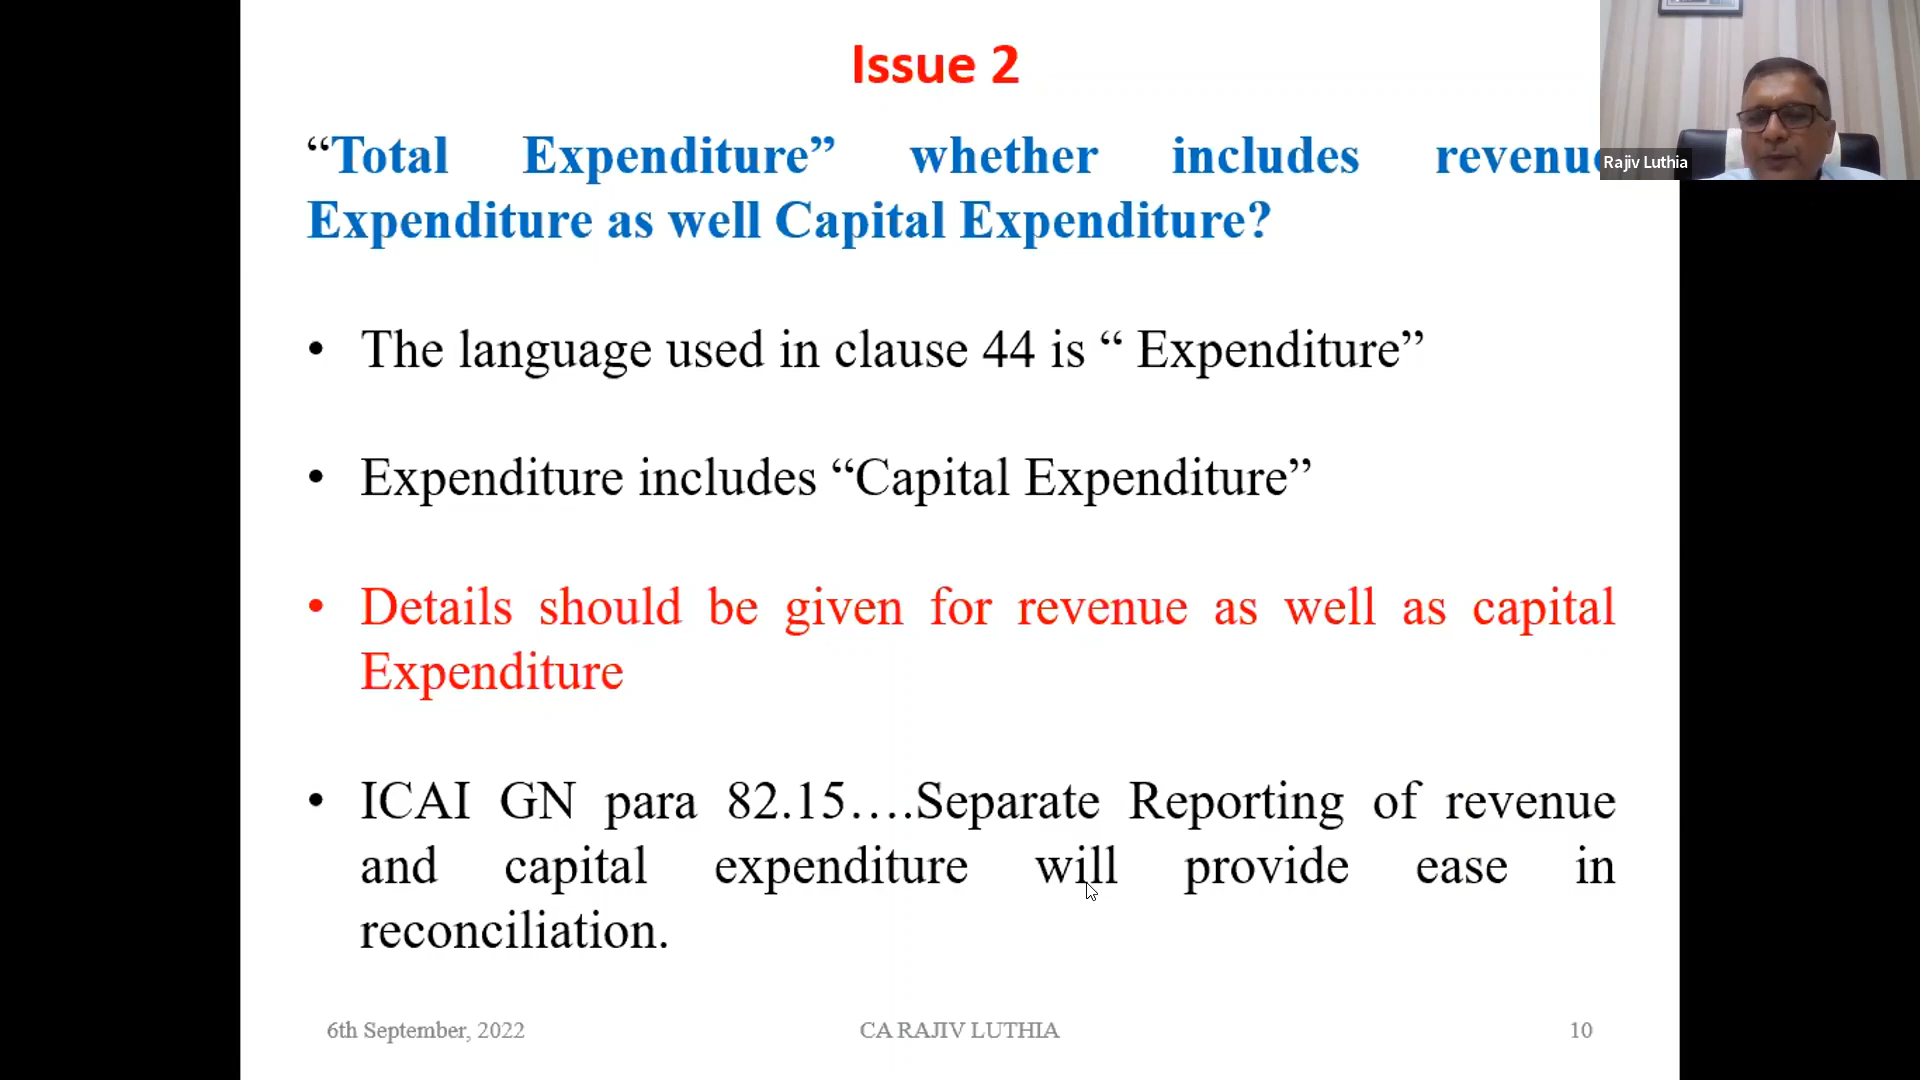 Issue 2
“Total Expenditure” whether includes revenue
Expenditure as well Capital Expenditure?
• The language used in clause 44 is “ Expenditure”
• Expenditure includes “Capital Expenditure”
• Details should be given for revenue as well as capital
Expenditure
• ICAI GN para 82.15….Separate Reporting of revenue
and capital expenditure will provide ease in
reconciliation.
6th September, 2022 CA RAJIV LUTHIA 10
Rajiv Luthia